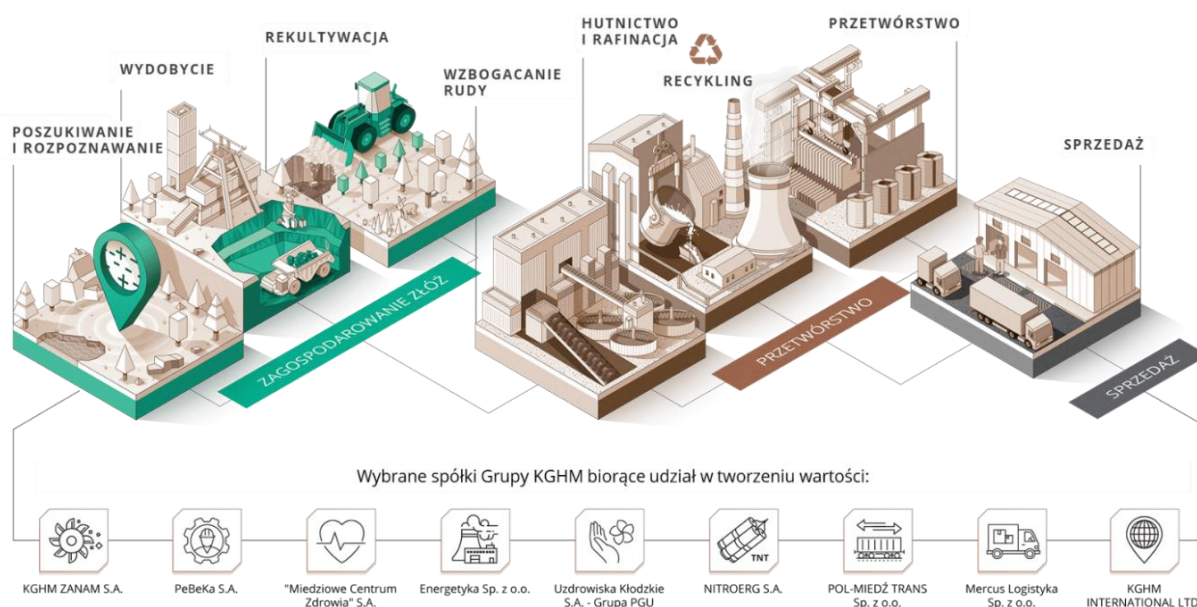 POSZUKIWANIE
I ROZPOZNAWANIE
WYDOBYCIE
REKULTYWACJA
WZBOGACANIE
RUDY
HUTNICTWO
I RAFINACJA
RECYKLING
PRZETWÓRSTWO
SPRZEDAŻ
ZAGOSPODAROWANIE ZŁÓŻ
PRZETWÓRSTWO
SPRZEDAŻ
Wybrane spółki Grupy KGHM biorące udział w tworzeniu wartości:
TNT
KGHM ZANAM S.A.
PeBeKa S.A.
"Miedziowe Centrum
Zdrowia" S.A.
Energetyka Sp. z o.o.
Uzdrowiska Kłodzkie
S.A. - Grupa PGU
NITROERG S.A.
POL-MIEDŹ TRANS
Sp. z o.o.
Mercus Logistyka
Sp. z o.o.
KGHM
INTERNATIONAL LTD